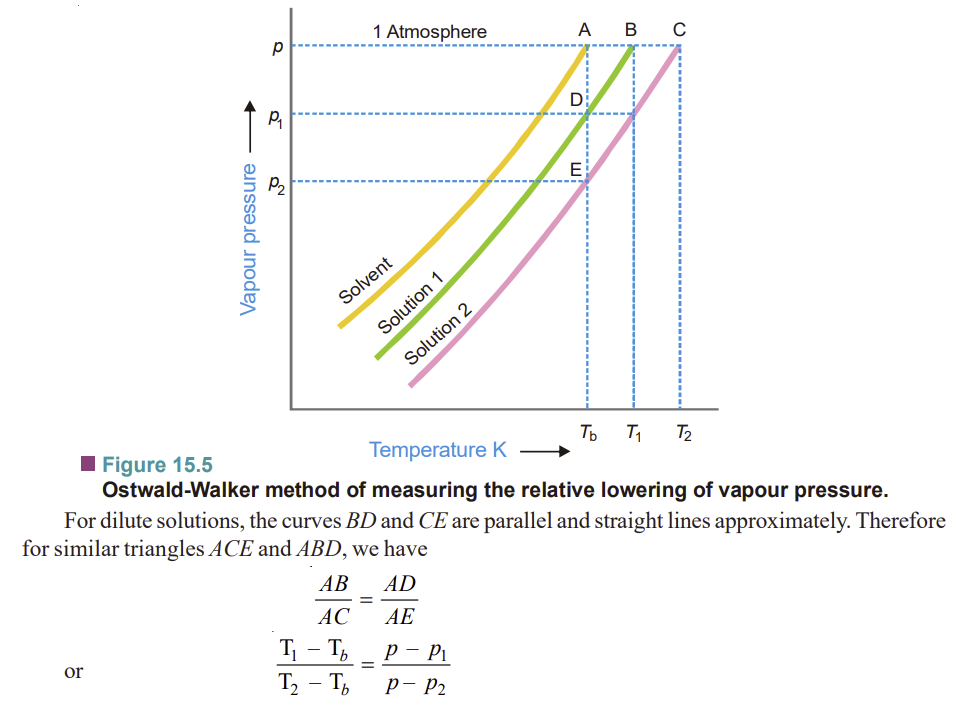 1 Atmosphere
A
B
C
p
D
p₁
E
p₂
Vapour pressure
Solvent
Solution 1
Solution 2
T_b
T₁
T₂
Temperature K
Figure 15.5
Ostwald-Walker method of measuring the relative lowering of vapour pressure.
For dilute solutions, the curves BD and CE are parallel and straight lines approximately. Therefore
for similar triangles ACE and ABD, we have
AB/AC = AD/AE
or (T₁ – T_b)/(T₂ – T_b) = (p – p₁)/(p – p₂)